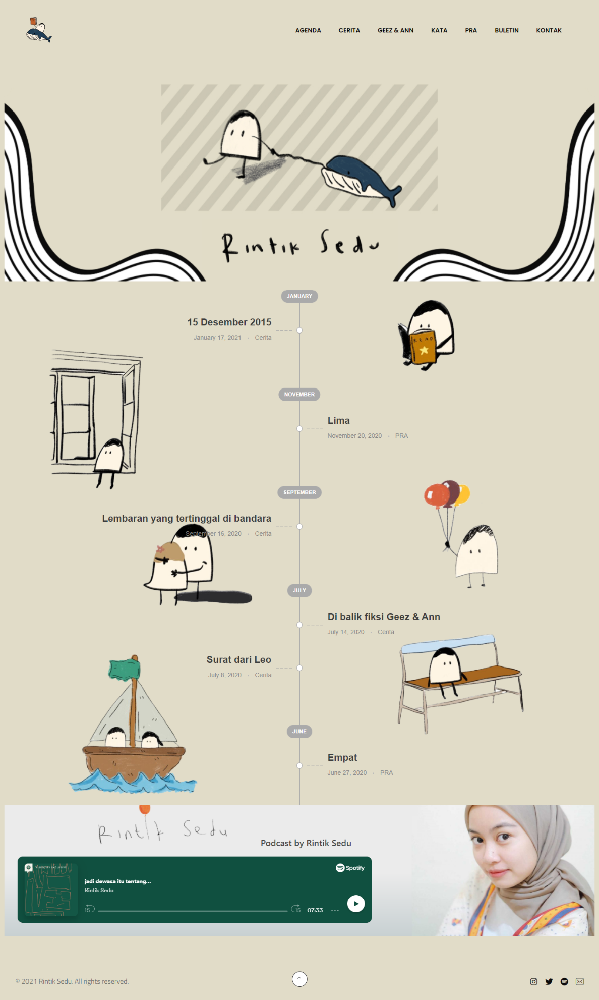 AGENDA CERITA GEEZ & ANN KATA PRA BULETIN KONTAK
Rintik Sedu
JANUARY
15 Desember 2015
January 17, 2021 • Cerita
READ
NOVEMBER
Lima
November 20, 2020 • PRA
SEPTEMBER
Lembaran yang tertinggal di bandara
September 16, 2020 • Cerita
JULY
Di balik fiksi Geez & Ann
July 14, 2020 • Cerita
Surat dari Leo
July 8, 2020 • Cerita
JUNE
Empat
June 27, 2020 • PRA
Rintik Sedu
Podcast by Rintik Sedu
A SPOTIFY EXCLUSIVE
Spotify
jadi dewasa itu tentang...
Rintik Sedu
15 15 07:33 ...
© 2021 Rintik Sedu. All rights reserved.